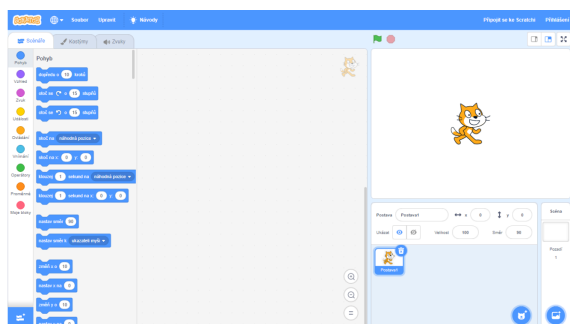 SCRATCH
Soubor Upravit Návody Připojit se ke Scratchi Přihlášení
Scénáře Kostýmy Zvuky
Pohyb
Vzhled
Zvuk
Události
Ovládání
Vnímání
Operátory
Proměnné
Moje bloky
Pohyb
dopředu o 10 kroků
otoč se o 15 stupňů
otoč se o 15 stupňů
skoč na náhodná pozice
skoč na x: 0 y: 0
klouzej 1 sekund na náhodná pozice
klouzej 1 sekund na x: 0 y: 0
nastav směr 90
nastav směr k ukazatel myši
změň x o 10
nastav x na 0
změň y o 10
Postava Postava1 x 0 y 0
Ukázat Velikost 100 Směr 90
Postava1
Scéna
Pozadí
1